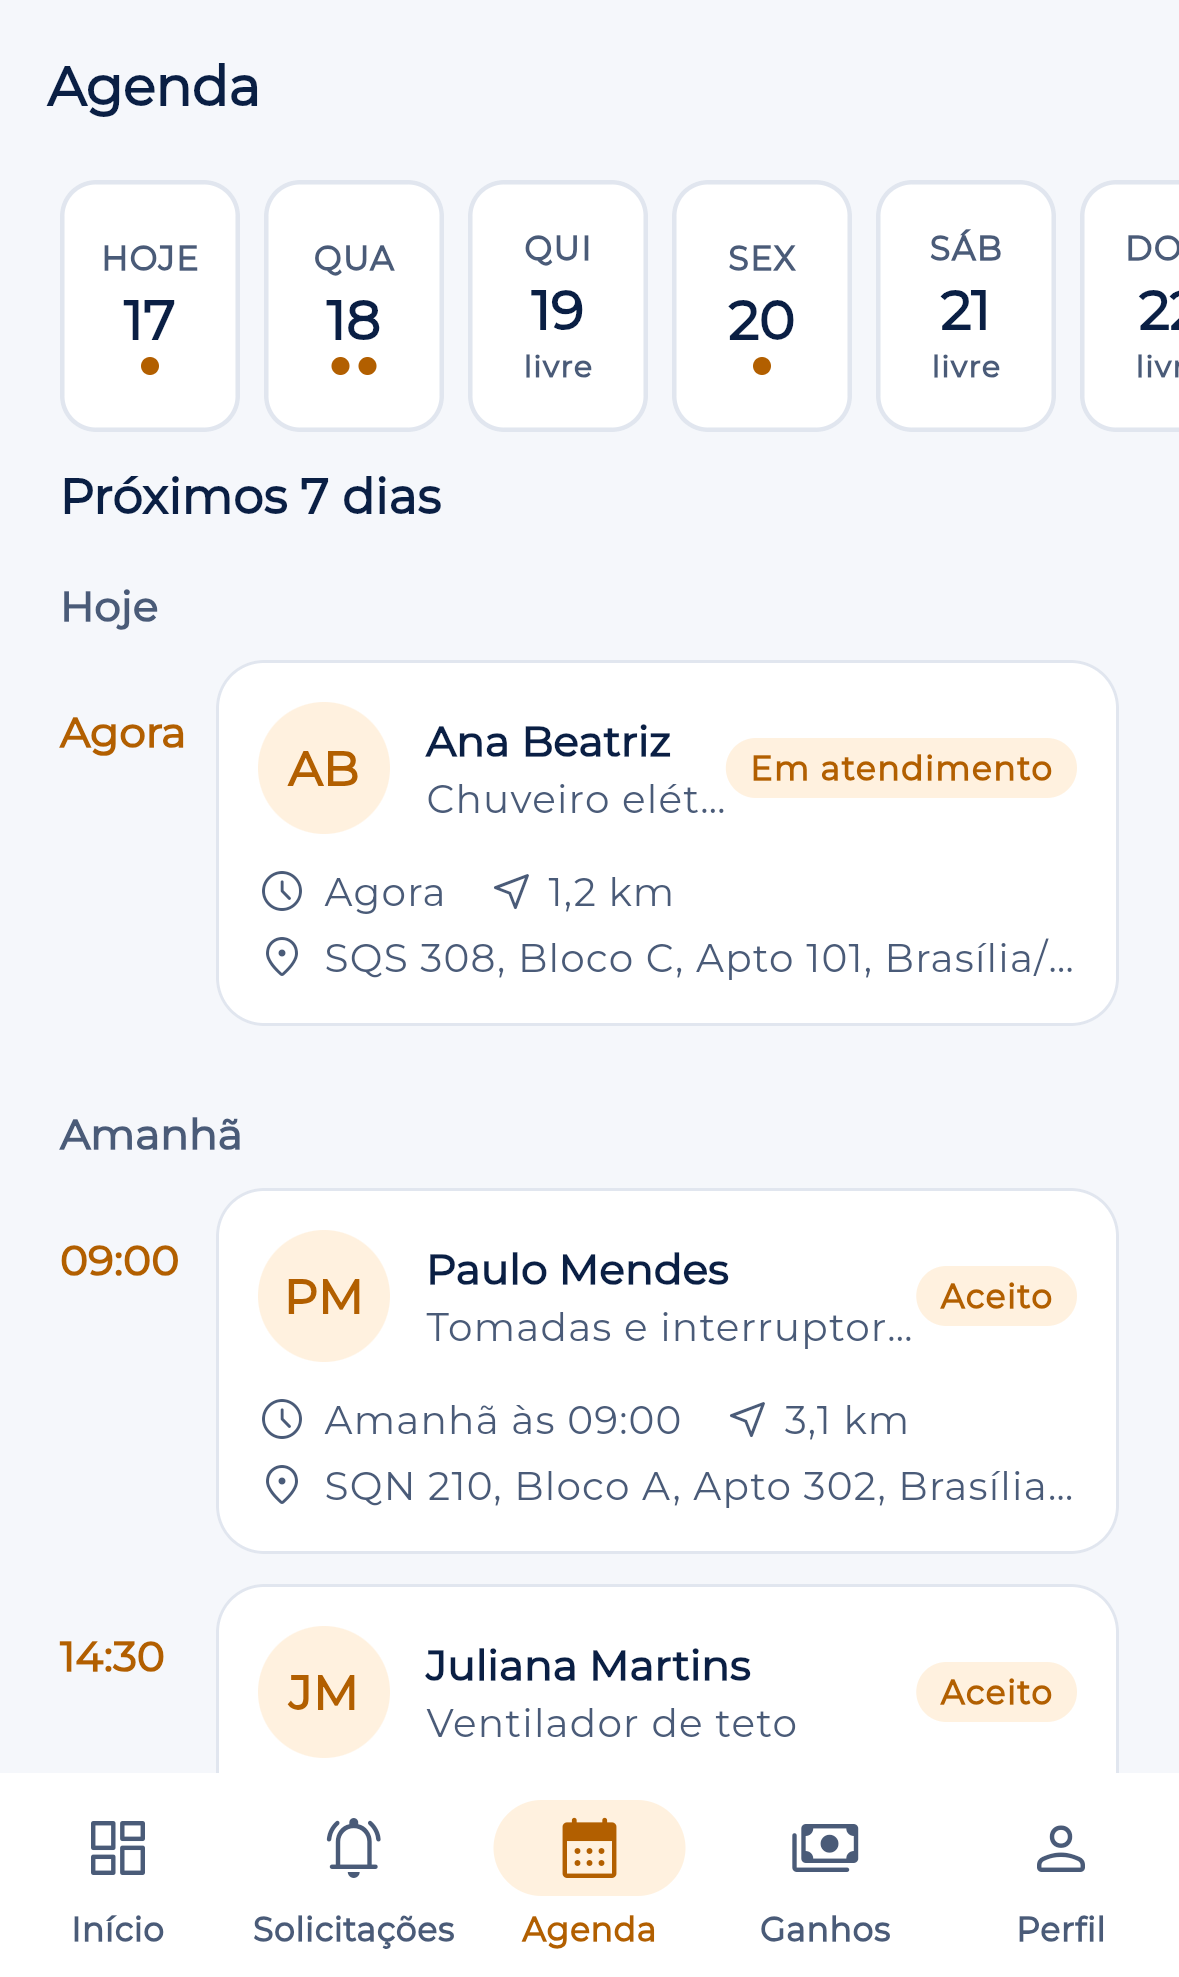 Agenda
HOJE QUA QUI SEX SÁB DO
17 18 19 20 21 22
livre livre livr
Próximos 7 dias
Hoje
Agora
AB
Ana Beatriz
Chuveiro elét...
Em atendimento
Agora 1,2 km
SQS 308, Bloco C, Apto 101, Brasília/...
Amanhã
09:00
PM
Paulo Mendes
Tomadas e interruptor...
Aceito
Amanhã às 09:00 3,1 km
SQN 210, Bloco A, Apto 302, Brasília...
14:30
JM
Juliana Martins
Ventilador de teto
Aceito
Início Solicitações Agenda Ganhos Perfil